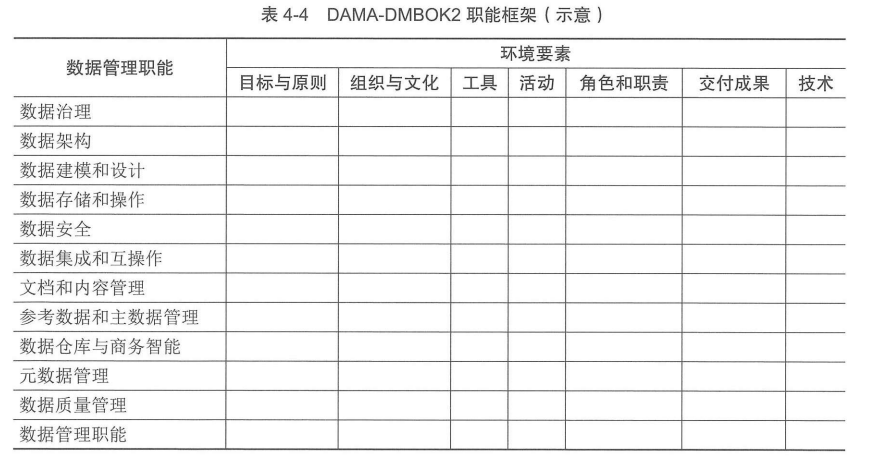 表 4-4 DAMA-DMBOK2 职能框架（示意）
数据管理职能 环境要素
目标与原则 组织与文化 工具 活动 角色和职责 交付成果 技术
数据治理
数据架构
数据建模和设计
数据存储和操作
数据安全
数据集成和互操作
文档和内容管理
参考数据和主数据管理
数据仓库与商务智能
元数据管理
数据质量管理
数据管理职能